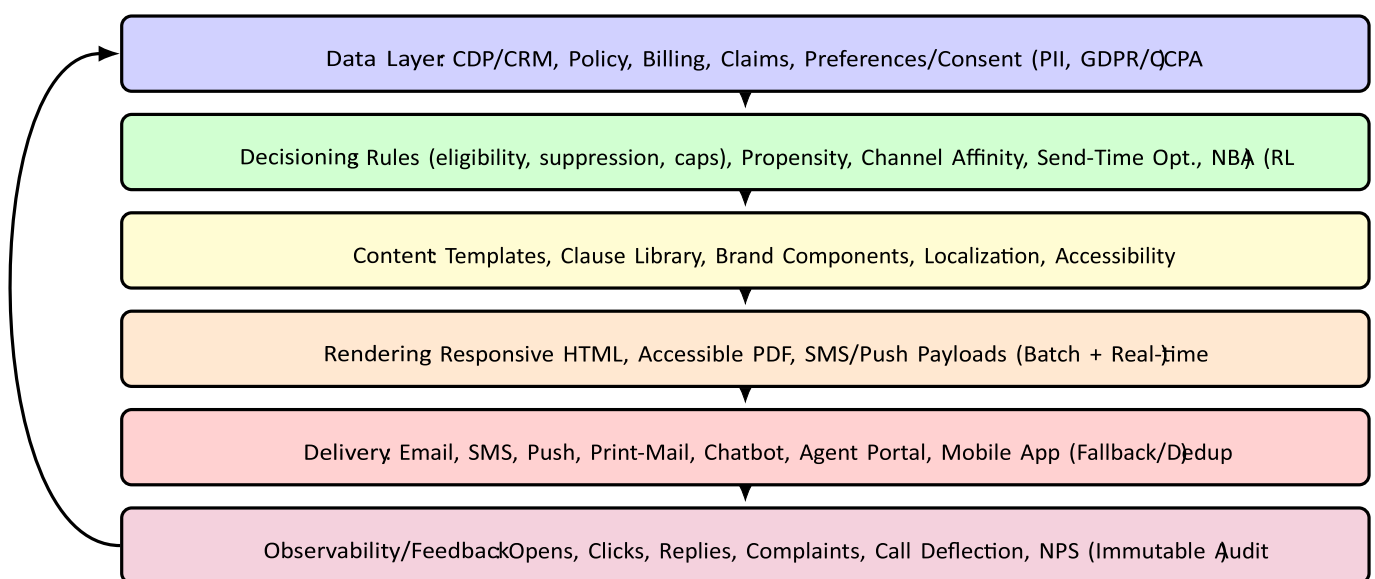 Data Layer: CDP/CRM, Policy, Billing, Claims, Preferences/Consent (PII, GDPR/CCPA)
Decisioning: Rules (eligibility, suppression, caps), Propensity, Channel Affinity, Send-Time Opt., NBA (RL)
Content: Templates, Clause Library, Brand Components, Localization, Accessibility
Rendering: Responsive HTML, Accessible PDF, SMS/Push Payloads (Batch + Real-time)
Delivery: Email, SMS, Push, Print-Mail, Chatbot, Agent Portal, Mobile App (Fallback/Dedup)
Observability/Feedback: Opens, Clicks, Replies, Complaints, Call Deflection, NPS (Immutable Audit)